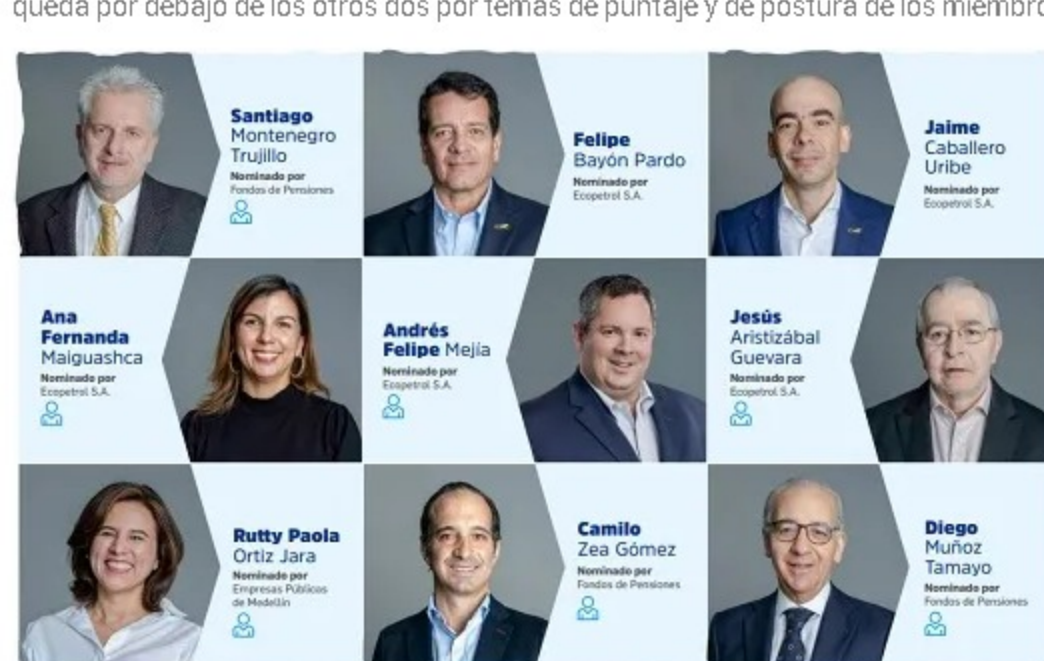 queda por debajo de los otros dos por temas de puntaje y de postura de los
Santiago
Montenegro
Trujillo
Nominado por
Fondos de Pensiones
Felipe
Bayón Pardo
Nominado por
Ecopetrol S.A.
Jaime
Caballero
Uribe
Nominado por
Ecopetrol S.A.
Ana
Fernanda
Maiguashca
Nominado por
Ecopetrol S.A.
Andrés
Felipe Mejía
Nominado por
Ecopetrol S.A.
Jesús
Aristizábal
Guevara
Nominado por
Ecopetrol S.A.
Rutty Paola
Ortiz Jara
Nominado por
Empresas Públicas
de Medellín
Camilo
Zea Gómez
Nominado por
Fondos de Pensiones
Diego
Muñoz
Tamayo
Nominado por
Fondos de Pensiones